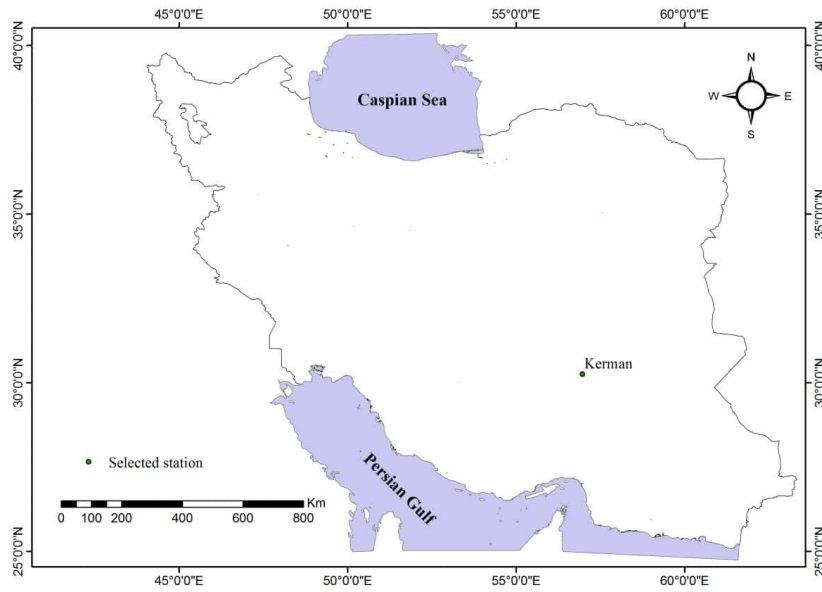 50°0'0"E 55°0'0"E 60°0'0"E
40°0'0"N
40°0'0"N
Caspian Sea
N
W E
S
35°0'0"N
35°0'0"N
Kerman
30°0'0"N
30°0'0"N
Selected station
Persian Gulf
Km
0 100 200 400 600 800
25°0'0"N
25°0'0"N
45°0'0"E 50°0'0"E 55°0'0"E 60°0'0"E